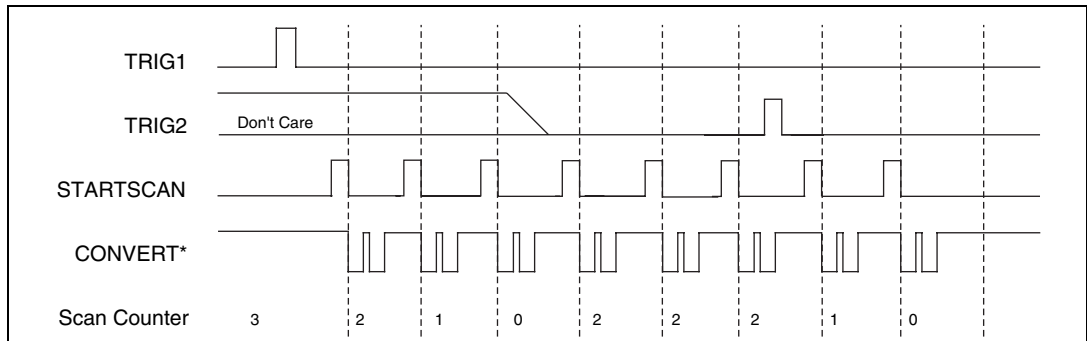 TRIG1
TRIG2 Don't Care
STARTSCAN
CONVERT*
Scan Counter 3 2 1 0 2 2 2 1 0